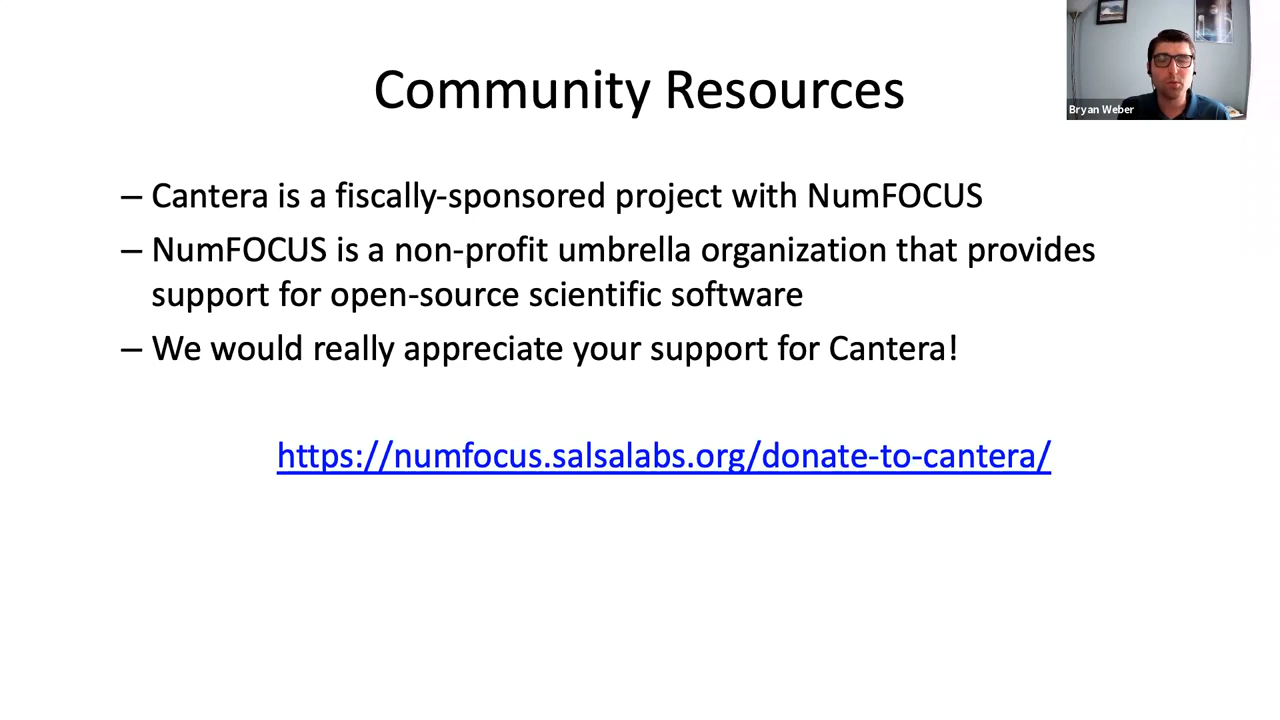 Community Resources
Bryan Weber
– Cantera is a fiscally-sponsored project with NumFOCUS
– NumFOCUS is a non-profit umbrella organization that provides
support for open-source scientific software
– We would really appreciate your support for Cantera!
https://numfocus.salsalabs.org/donate-to-cantera/